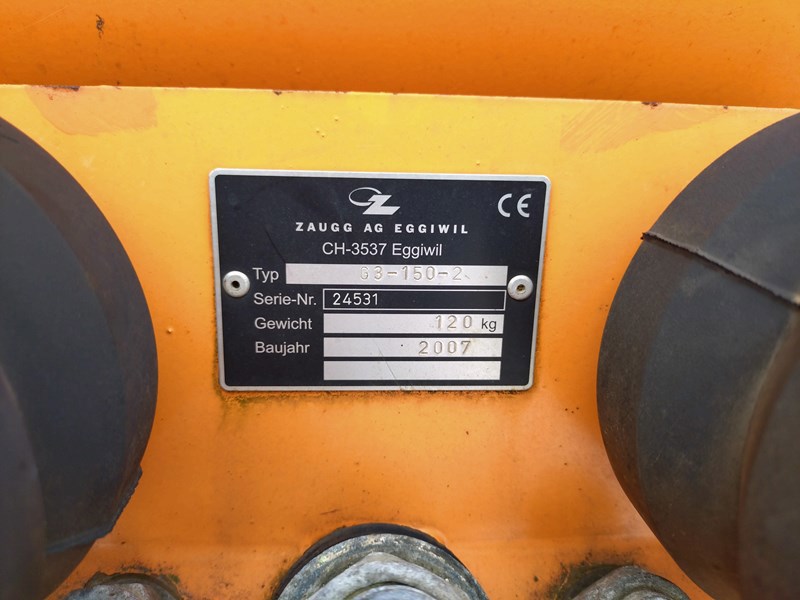 CE
ZAUGG AG EGGIWIL
CH-3537 Eggiwil
Typ G3-150-2
Serie-Nr. 24531
Gewicht 120 kg
Baujahr 2007